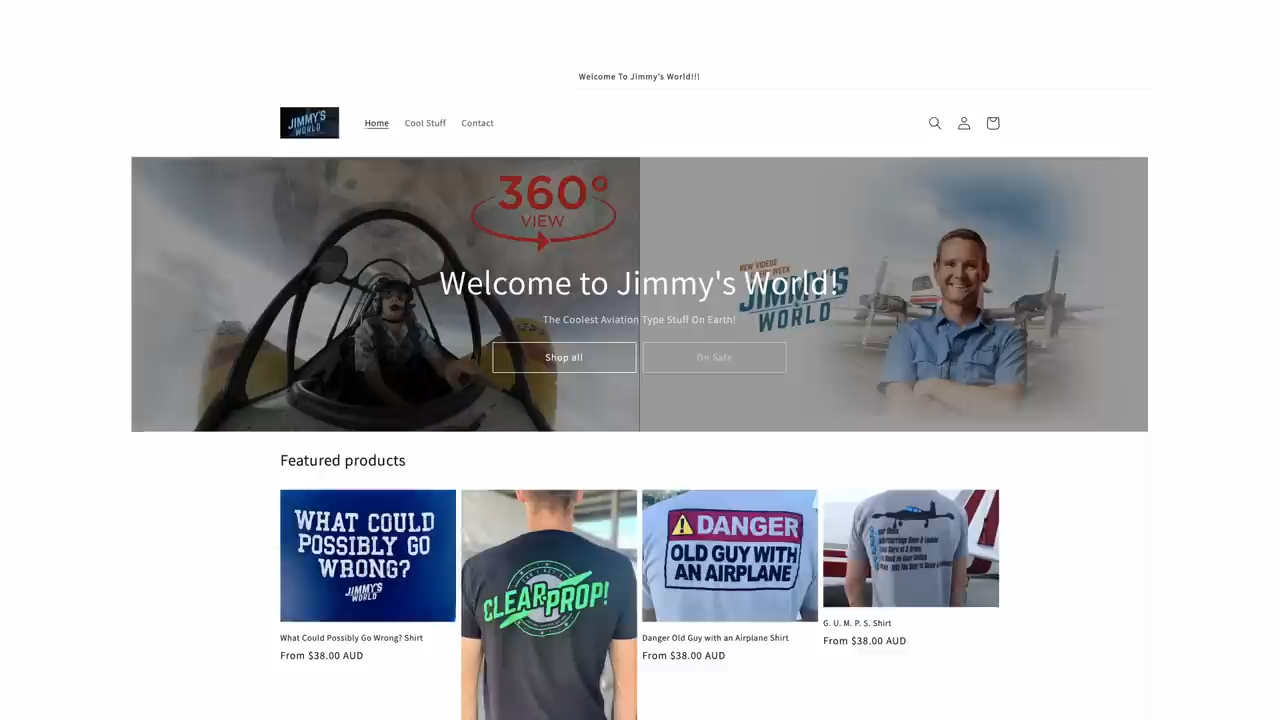 Welcome To Jimmy's World!!!
JIMMY'S
WORLD
Home
Cool Stuff
Contact
360°
VIEW
Welcome to Jimmy's World!
NEW VIDEOS
WEEK
JIMMY'S
WORLD
The Coolest Aviation Type Stuff On Earth!
Shop all
On Sale
Featured products
WHAT COULD
POSSIBLY GO
WRONG?
JIMMY'S
WORLD
CLEAR PROP!
DANGER
OLD GUY WITH
AN AIRPLANE
What Could Possibly Go Wrong? Shirt
From $38.00 AUD
Danger Old Guy with an Airplane Shirt
From $38.00 AUD
G. U. M. P. S. Shirt
From $38.00 AUD